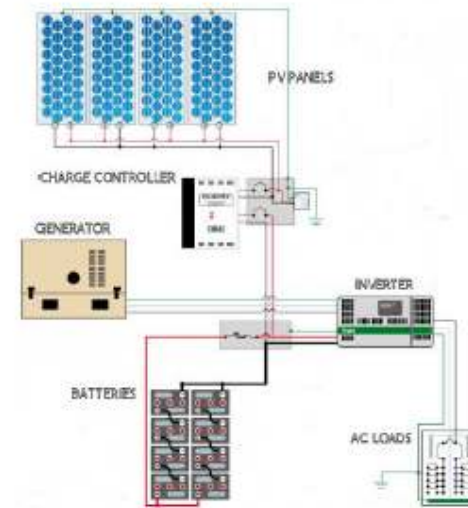 PV PANELS
CHARGE CONTROLLER
GENERATOR
INVERTER
BATTERIES
AC LOADS